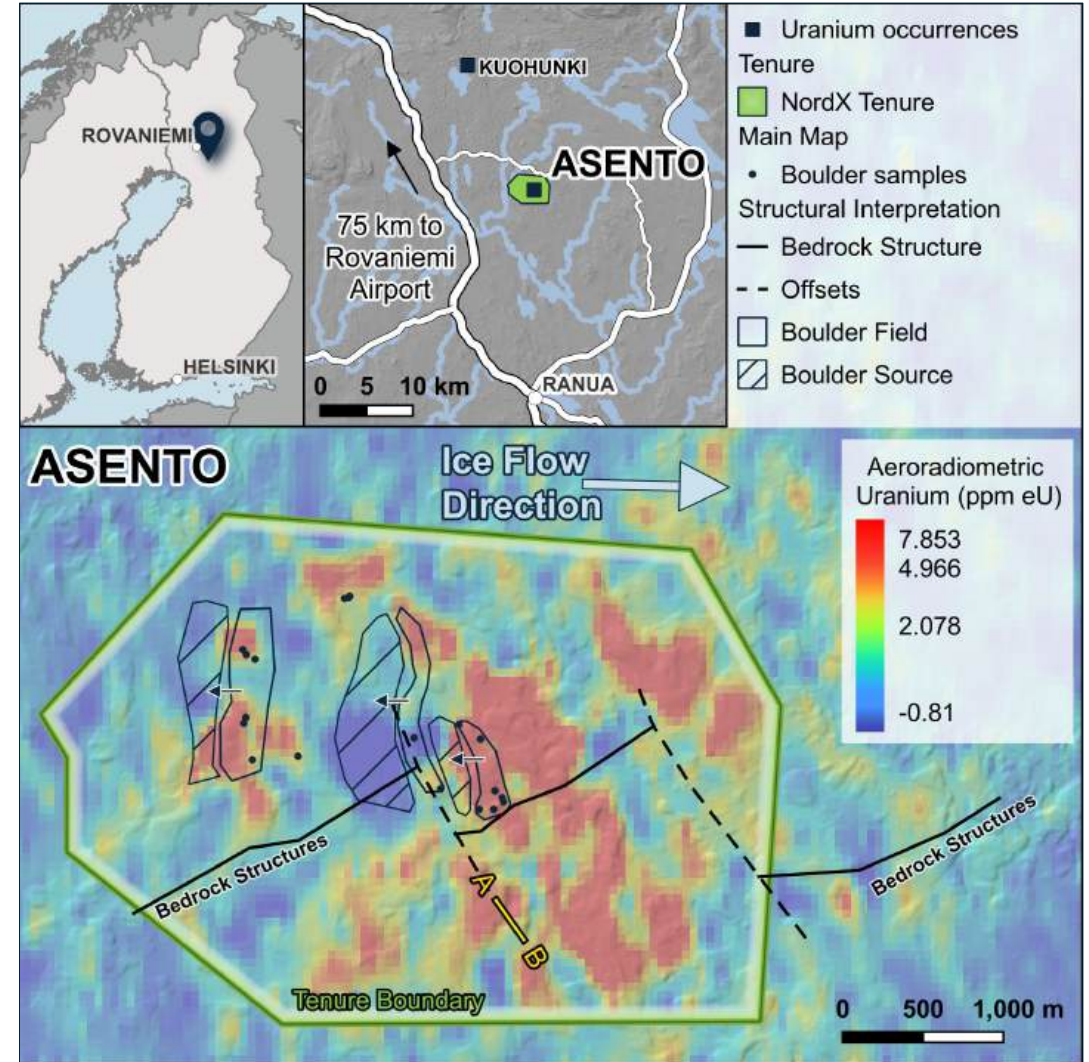 ROVANIEMI
HELSINKI
KUOHUNKI
ASENTO
75 km to
Rovaniemi
Airport
0 5 10 km
RANUA
Uranium occurrences
Tenure
NordX Tenure
Main Map
Boulder samples
Structural Interpretation
Bedrock Structure
Offsets
Boulder Field
Boulder Source
ASENTO
Ice Flow
Direction
Aeroradiometric
Uranium (ppm eU)
7.853
4.966
2.078
-0.81
Bedrock Structures
Bedrock Structures
A
B
Tenure Boundary
0 500 1,000 m